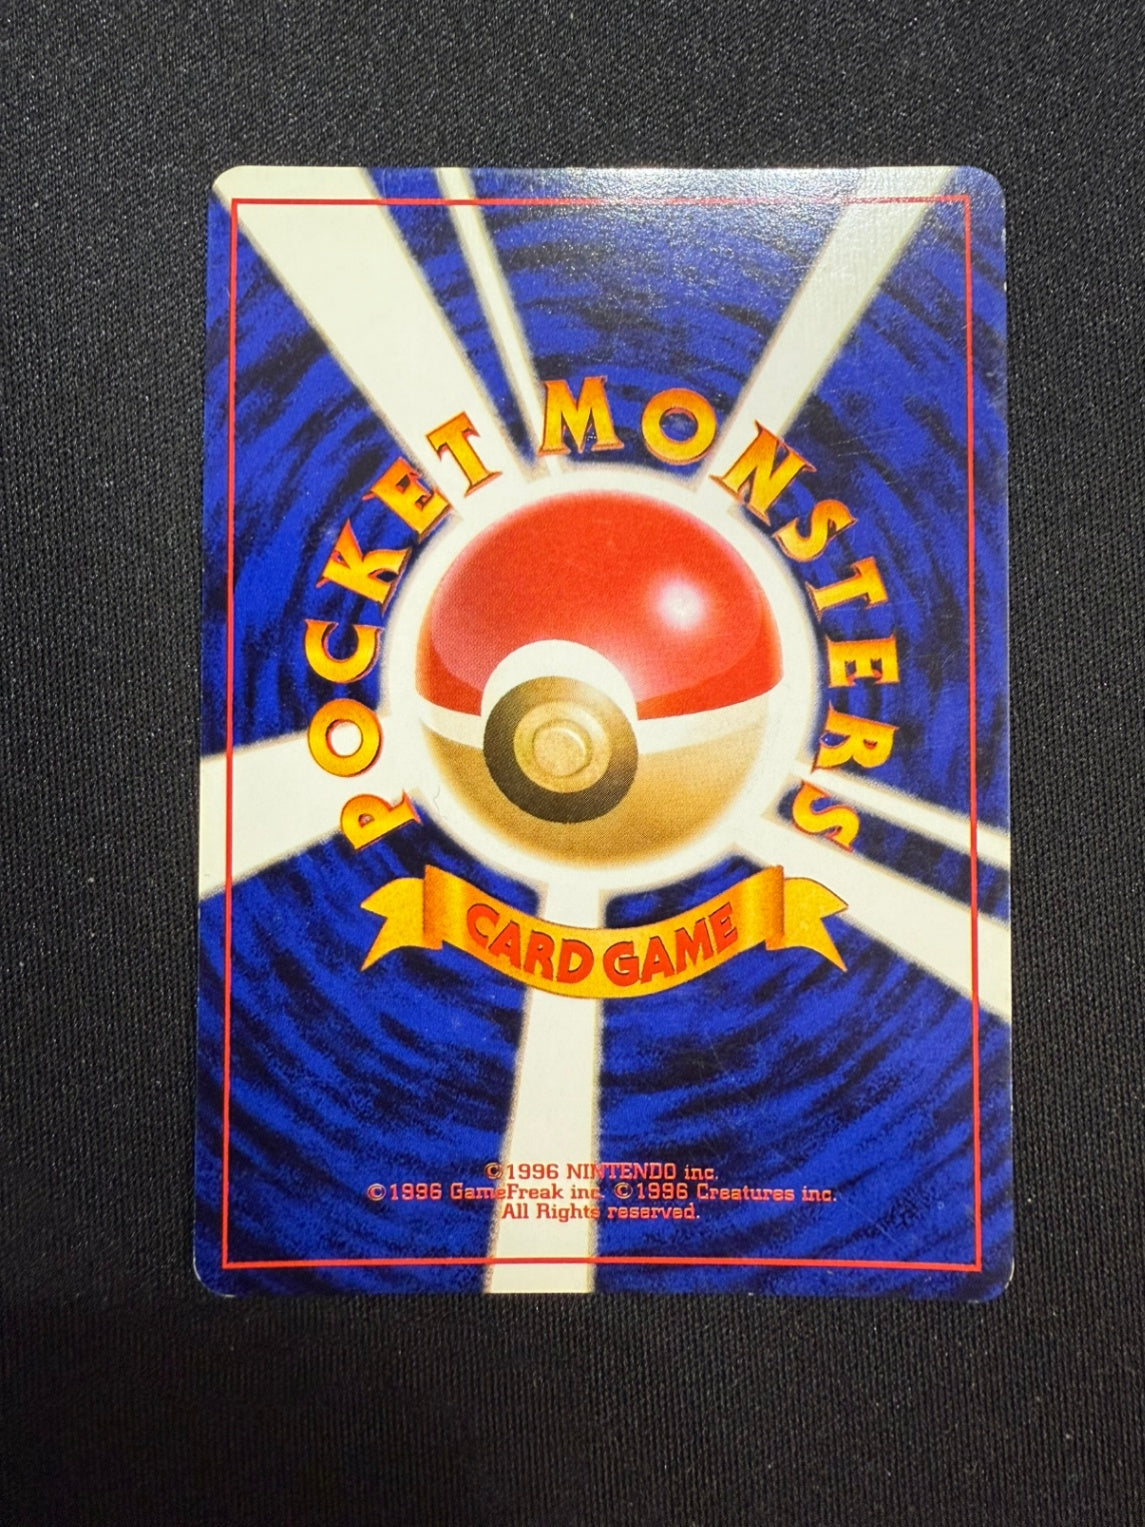 POCKET MONSTERS
CARD GAME
©1996 NINTENDO inc.
©1996 GameFreak inc. ©1996 Creatures inc.
All Rights reserved.